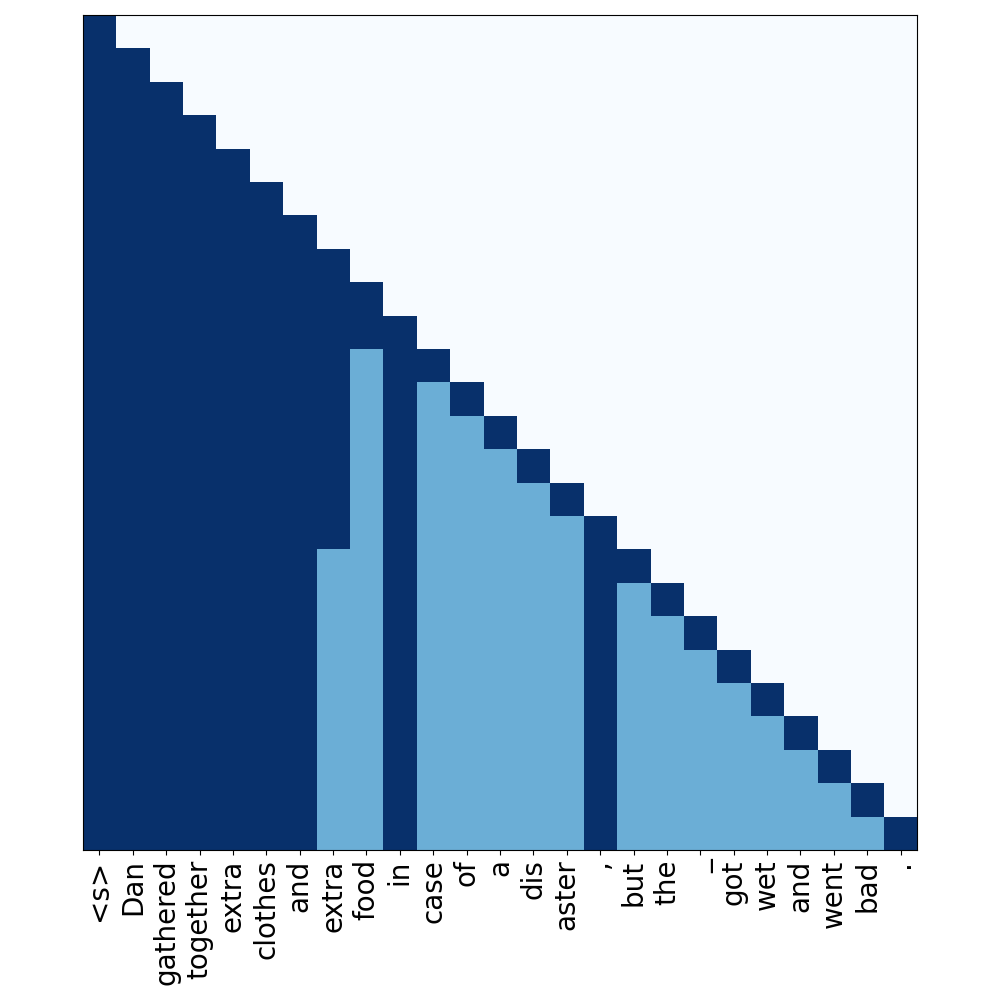 <s> Dan gathered together extra clothes and extra food in case of a dis aster , but the _ got wet and went bad .